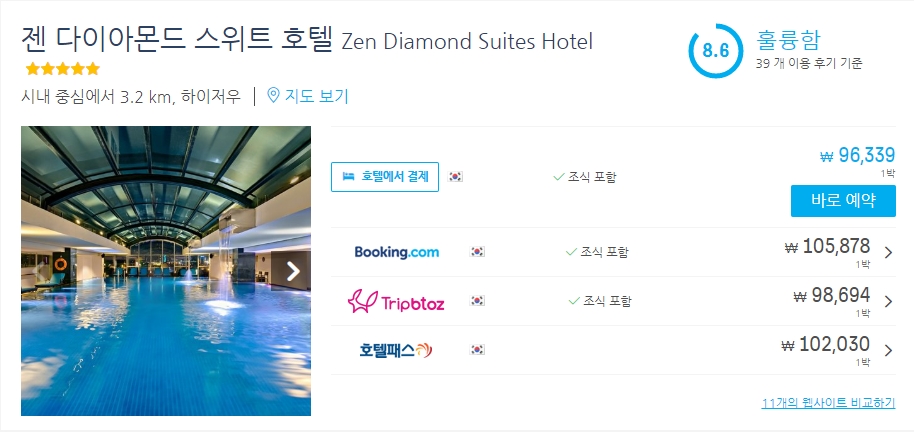 젠 다이아몬드 스위트 호텔 Zen Diamond Suites Hotel
8.6 훌륭함
39 개 이용 후기 기준
시내 중심에서 3.2 km, 하이저우 | 지도 보기
호텔에서 결제 조식 포함 ₩ 96,339
1박
바로 예약
Booking.com 조식 포함 ₩ 105,878
1박
Tripbtoz 조식 포함 ₩ 98,694
1박
호텔패스 ₩ 102,030
1박
11개의 웹사이트 비교하기